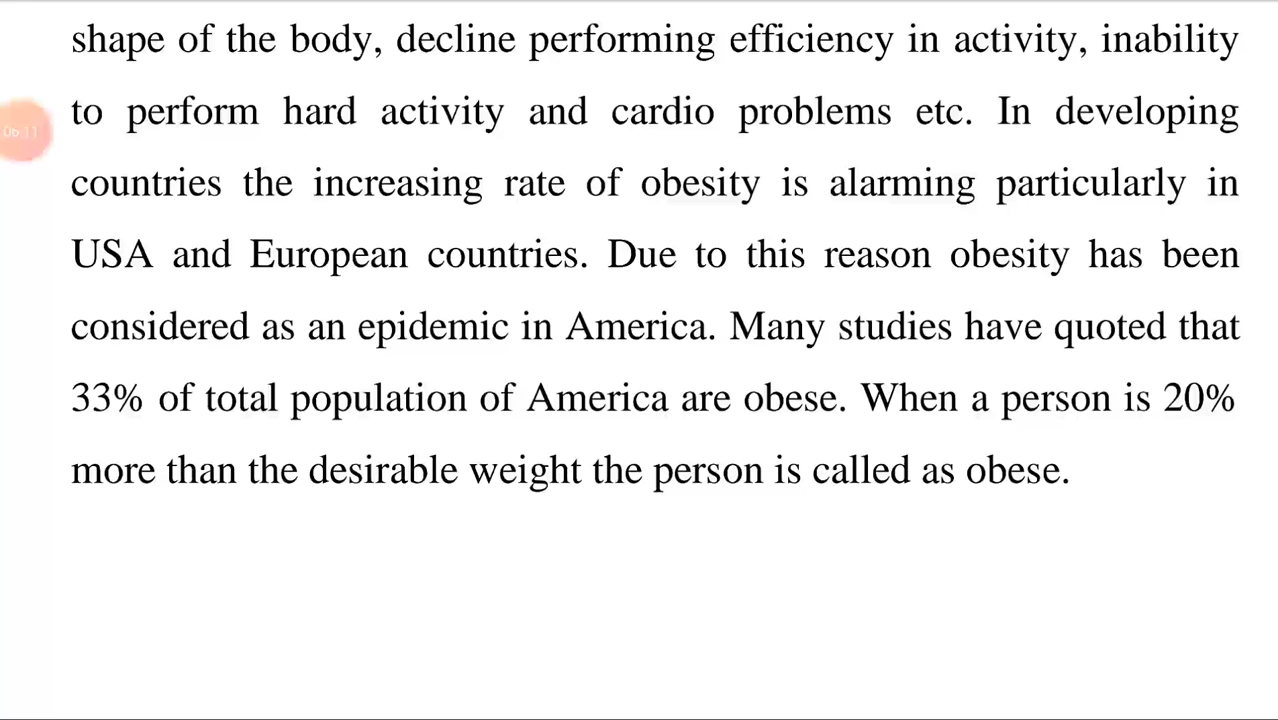 shape of the body, decline performing efficiency in activity, inability
to perform hard activity and cardio problems etc. In developing
countries the increasing rate of obesity is alarming particularly in
USA and European countries. Due to this reason obesity has been
considered as an epidemic in America. Many studies have quoted that
33% of total population of America are obese. When a person is 20%
more than the desirable weight the person is called as obese.
06:11